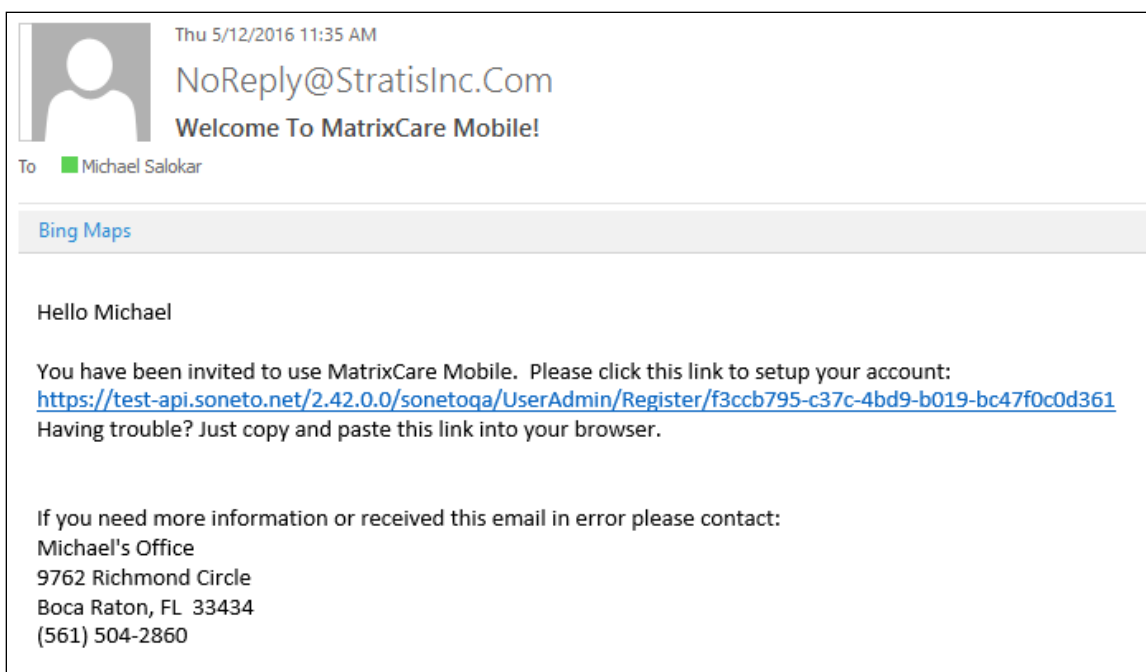 Thu 5/12/2016 11:35 AM
NoReply@StratisInc.Com
Welcome To MatrixCare Mobile!
To Michael Salokar
Bing Maps
Hello Michael
You have been invited to use MatrixCare Mobile.  Please click this link to setup your account:
https://test-api.soneto.net/2.42.0.0/sonetoqa/UserAdmin/Register/f3ccb795-c37c-4bd9-b019-bc47f0c0d361
Having trouble? Just copy and paste this link into your browser.
If you need more information or received this email in error please contact:
Michael's Office
9762 Richmond Circle
Boca Raton, FL  33434
(561) 504-2860